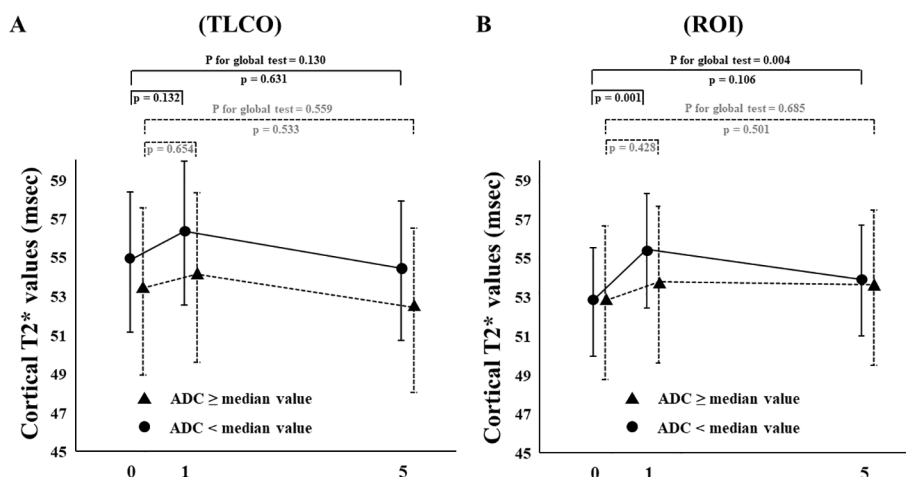 A
(TLCO)
P for global test = 0.130
p = 0.631
p = 0.132
P for global test = 0.559
p = 0.533
p = 0.654
Cortical T2* values (msec)
59
57
55
53
51
49
47
45
ADC ≥ median value
ADC < median value
0
1
5
B
(ROI)
P for global test = 0.004
p = 0.106
p = 0.001
P for global test = 0.685
p = 0.501
p = 0.428
Cortical T2* values (msec)
59
57
55
53
51
49
47
45
ADC ≥ median value
ADC < median value
0
1
5